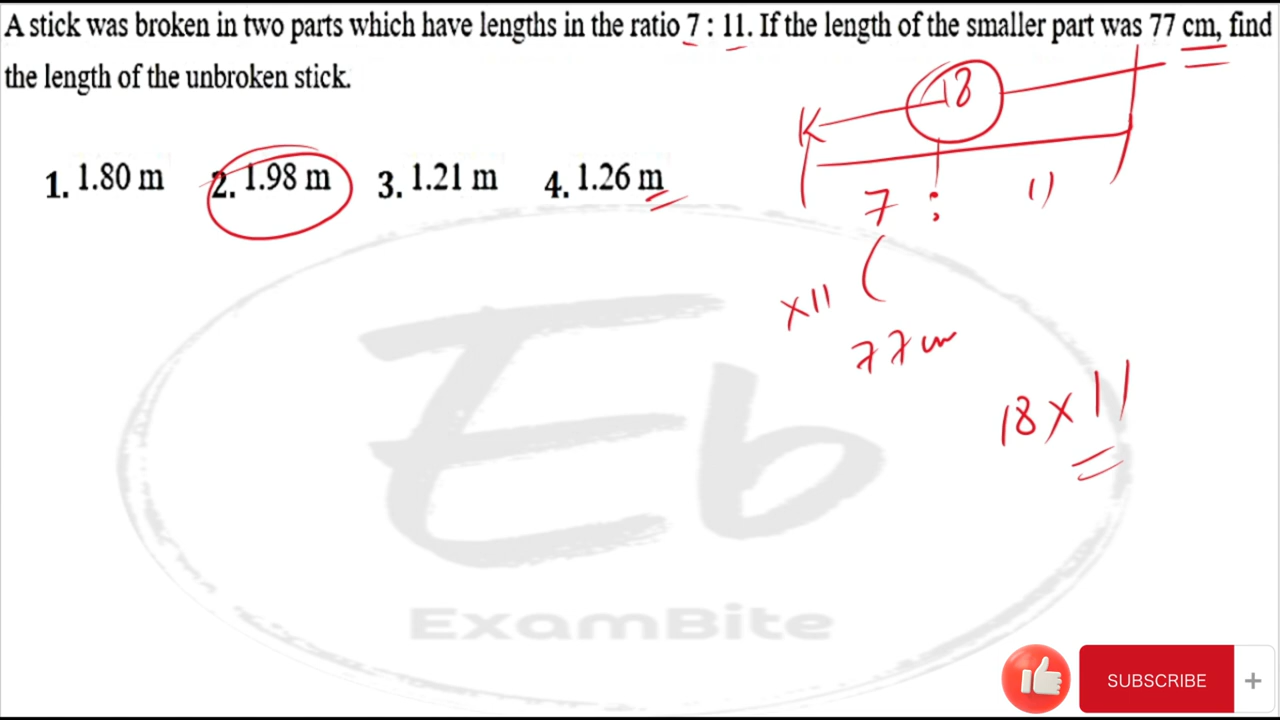 A stick was broken in two parts which have lengths in the ratio 7 : 11. If the length of the smaller part was 77 cm, find
the length of the unbroken stick.
18
1. 1.80 m 2. 1.98 m 3. 1.21 m 4. 1.26 m
7 : 11
x11
77 cm
18 x 11
Eb
ExamBite
SUBSCRIBE +